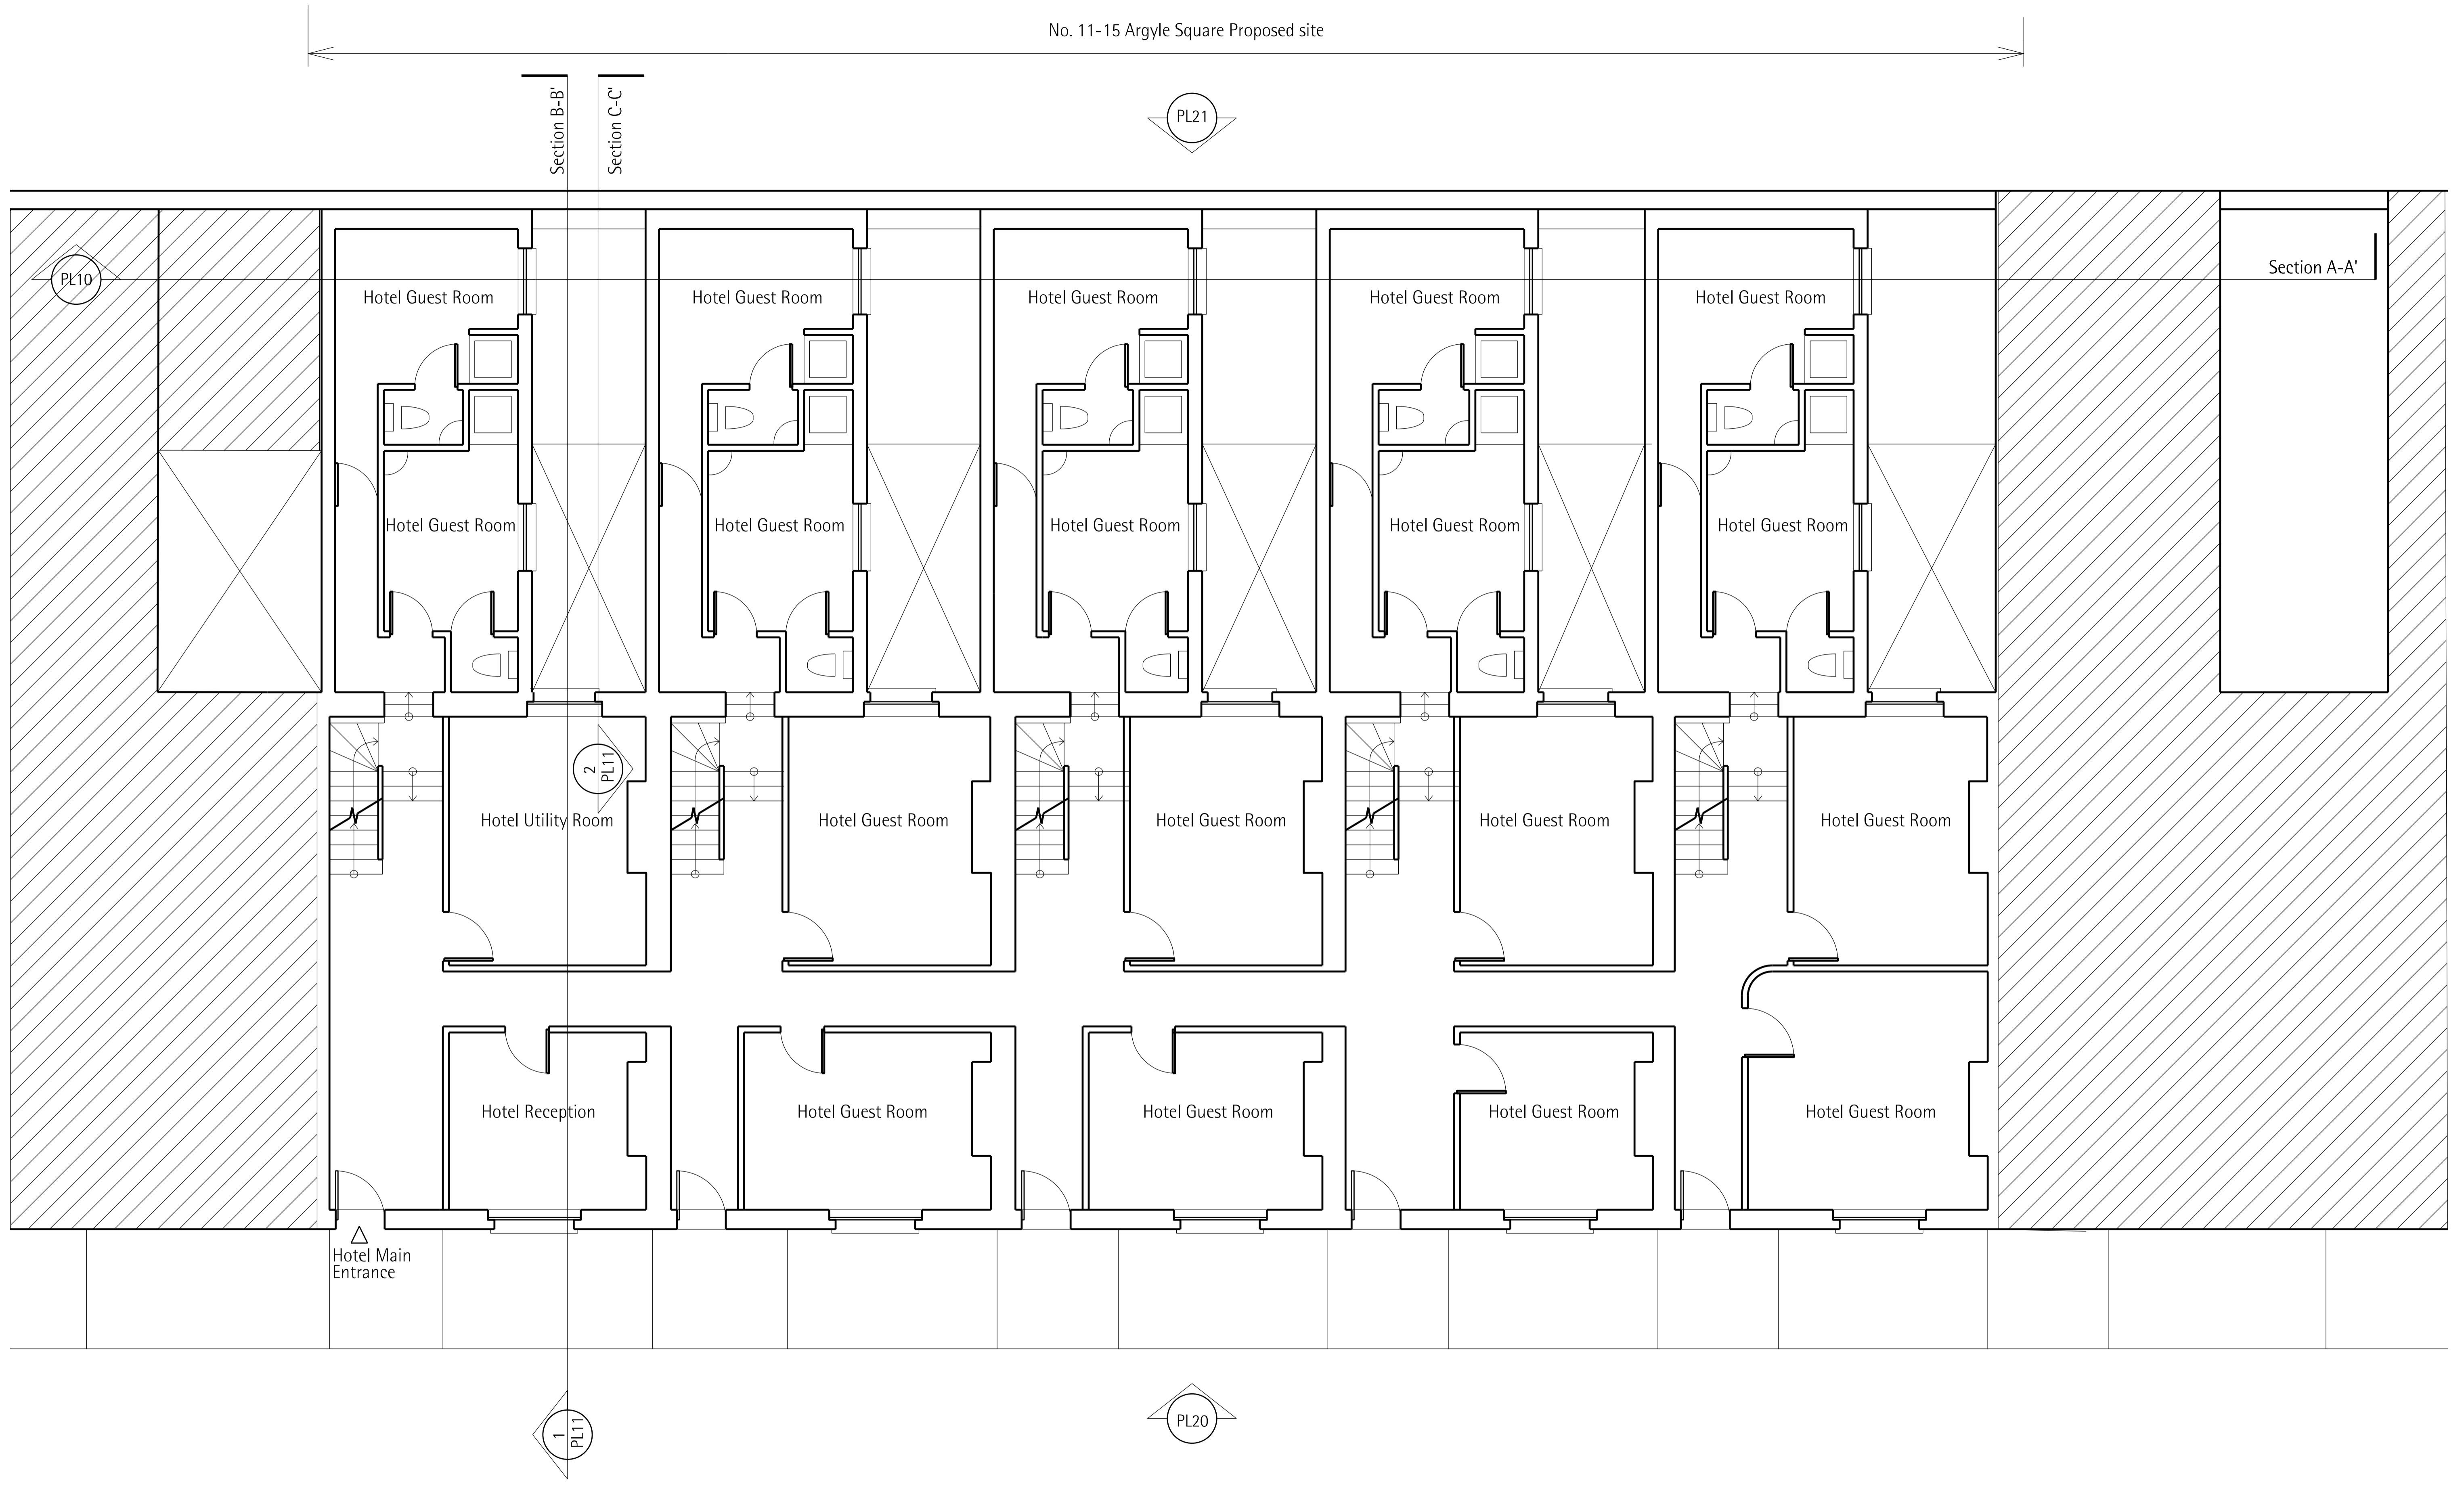 No. 11-15 Argyle Square Proposed site
Section B-B'
Section C-C'
PL21
PL10
Section A-A'
Hotel Guest Room
Hotel Guest Room
Hotel Guest Room
Hotel Guest Room
Hotel Guest Room
Hotel Guest Room
Hotel Guest Room
Hotel Guest Room
Hotel Guest Room
Hotel Guest Room
2
PL11
Hotel Utility Room
Hotel Guest Room
Hotel Guest Room
Hotel Guest Room
Hotel Guest Room
Hotel Reception
Hotel Guest Room
Hotel Guest Room
Hotel Guest Room
Hotel Guest Room
Hotel Main
Entrance
1
PL11
PL20